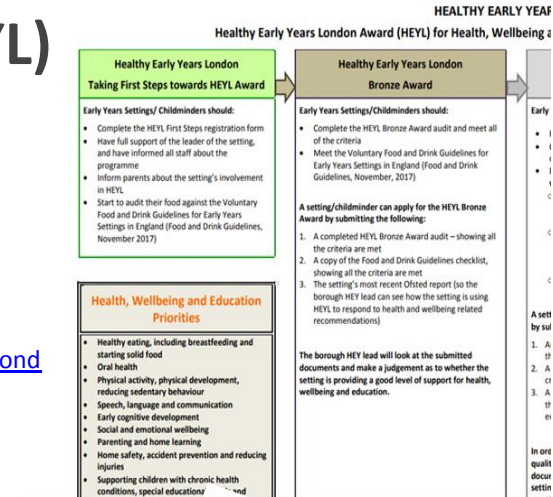 YL)
HEALTHY EARLY YEAR
Healthy Early Years London Award (HEYL) for Health, Wellbeing a
Healthy Early Years London
Taking First Steps towards HEYL Award
Early Years Settings/ Childminders should:
• Complete the HEYL First Steps registration form
• Have full support of the leader of the setting,
and have informed all staff about the
programme
• Inform parents about the setting's involvement
in HEYL
• Start to audit their food against the Voluntary
Food and Drink Guidelines for Early Years
Settings in England (Food and Drink Guidelines,
November 2017)
Health, Wellbeing and Education
Priorities
• Healthy eating, including breastfeeding and
starting solid food
• Oral health
• Physical activity, physical development,
reducing sedentary behaviour
• Speech, language and communication
• Early cognitive development
• Social and emotional wellbeing
• Parenting and home learning
• Home safety, accident prevention and reducing
injuries
• Supporting children with chronic health
conditions, special educational and
ond
Healthy Early Years London
Bronze Award
Early Years Settings/Childminders should:
• Complete the HEYL Bronze Award audit and meet all
of the criteria
• Meet the Voluntary Food and Drink Guidelines for
Early Years Settings in England (Food and Drink
Guidelines, November, 2017)
A setting/childminder can apply for the HEYL Bronze
Award by submitting the following:
1. A completed HEYL Bronze Award audit – showing all
the criteria are met
2. A copy of the Food and Drink Guidelines checklist,
showing all the criteria are met
3. The setting's most recent Ofsted report (so the
borough HEY lead can see how the setting is using
HEYL to respond to health and wellbeing related
recommendations)
The borough HEY lead will look at the submitted
documents and make a judgement as to whether the
setting is providing a good level of support for health,
wellbeing and education.
Early
A sett
by sul
1. A
th
2. A
cr
3. A
th
In ord
qualit
docur
settin